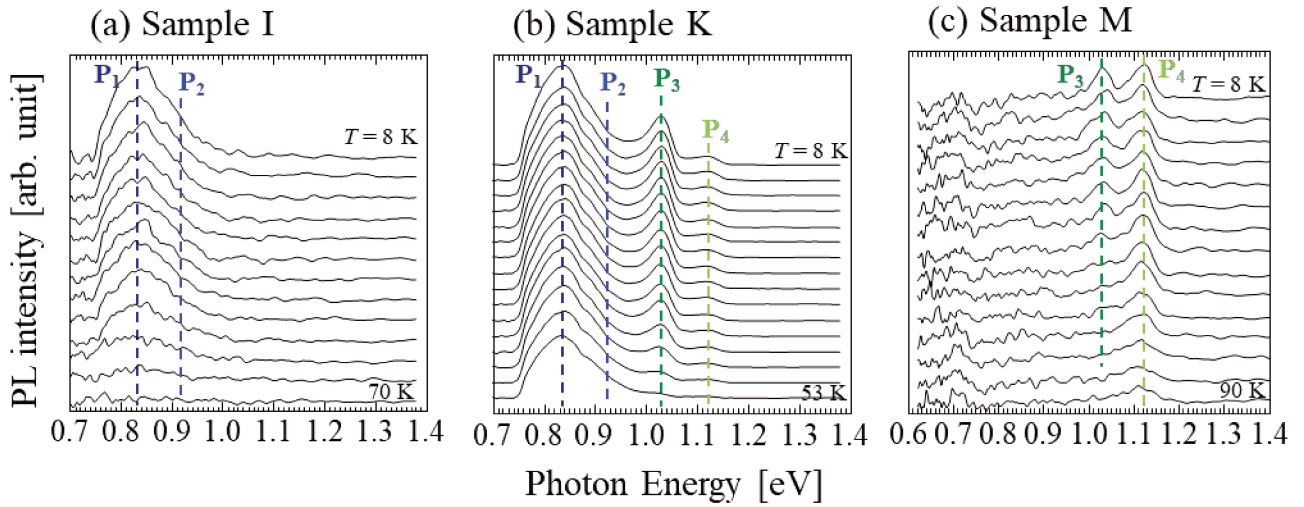 (a) Sample I
(b) Sample K
(c) Sample M
PL intensity [arb. unit]
P₁
P₂
T = 8 K
70 K
0.7 0.8 0.9 1.0 1.1 1.2 1.3 1.4
P₁
P₂
P₃
P₄
T = 8 K
53 K
0.7 0.8 0.9 1.0 1.1 1.2 1.3 1.4
P₃
P₄
T = 8 K
90 K
0.6 0.7 0.8 0.9 1.0 1.1 1.2 1.3 1.4
Photon Energy [eV]